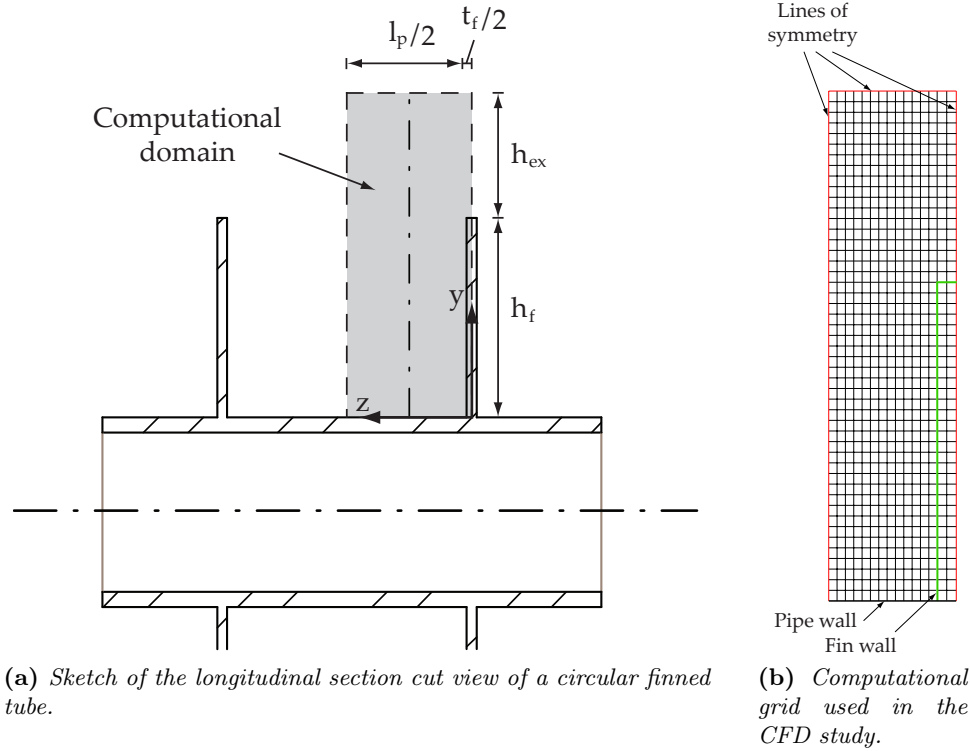 l_p/2
t_f/2
Computational
domain
h_ex
h_f
y
z
(a) Sketch of the longitudinal section cut view of a circular finned
tube.
Lines of
symmetry
Pipe wall
Fin wall
(b) Computational
grid used in the
CFD study.